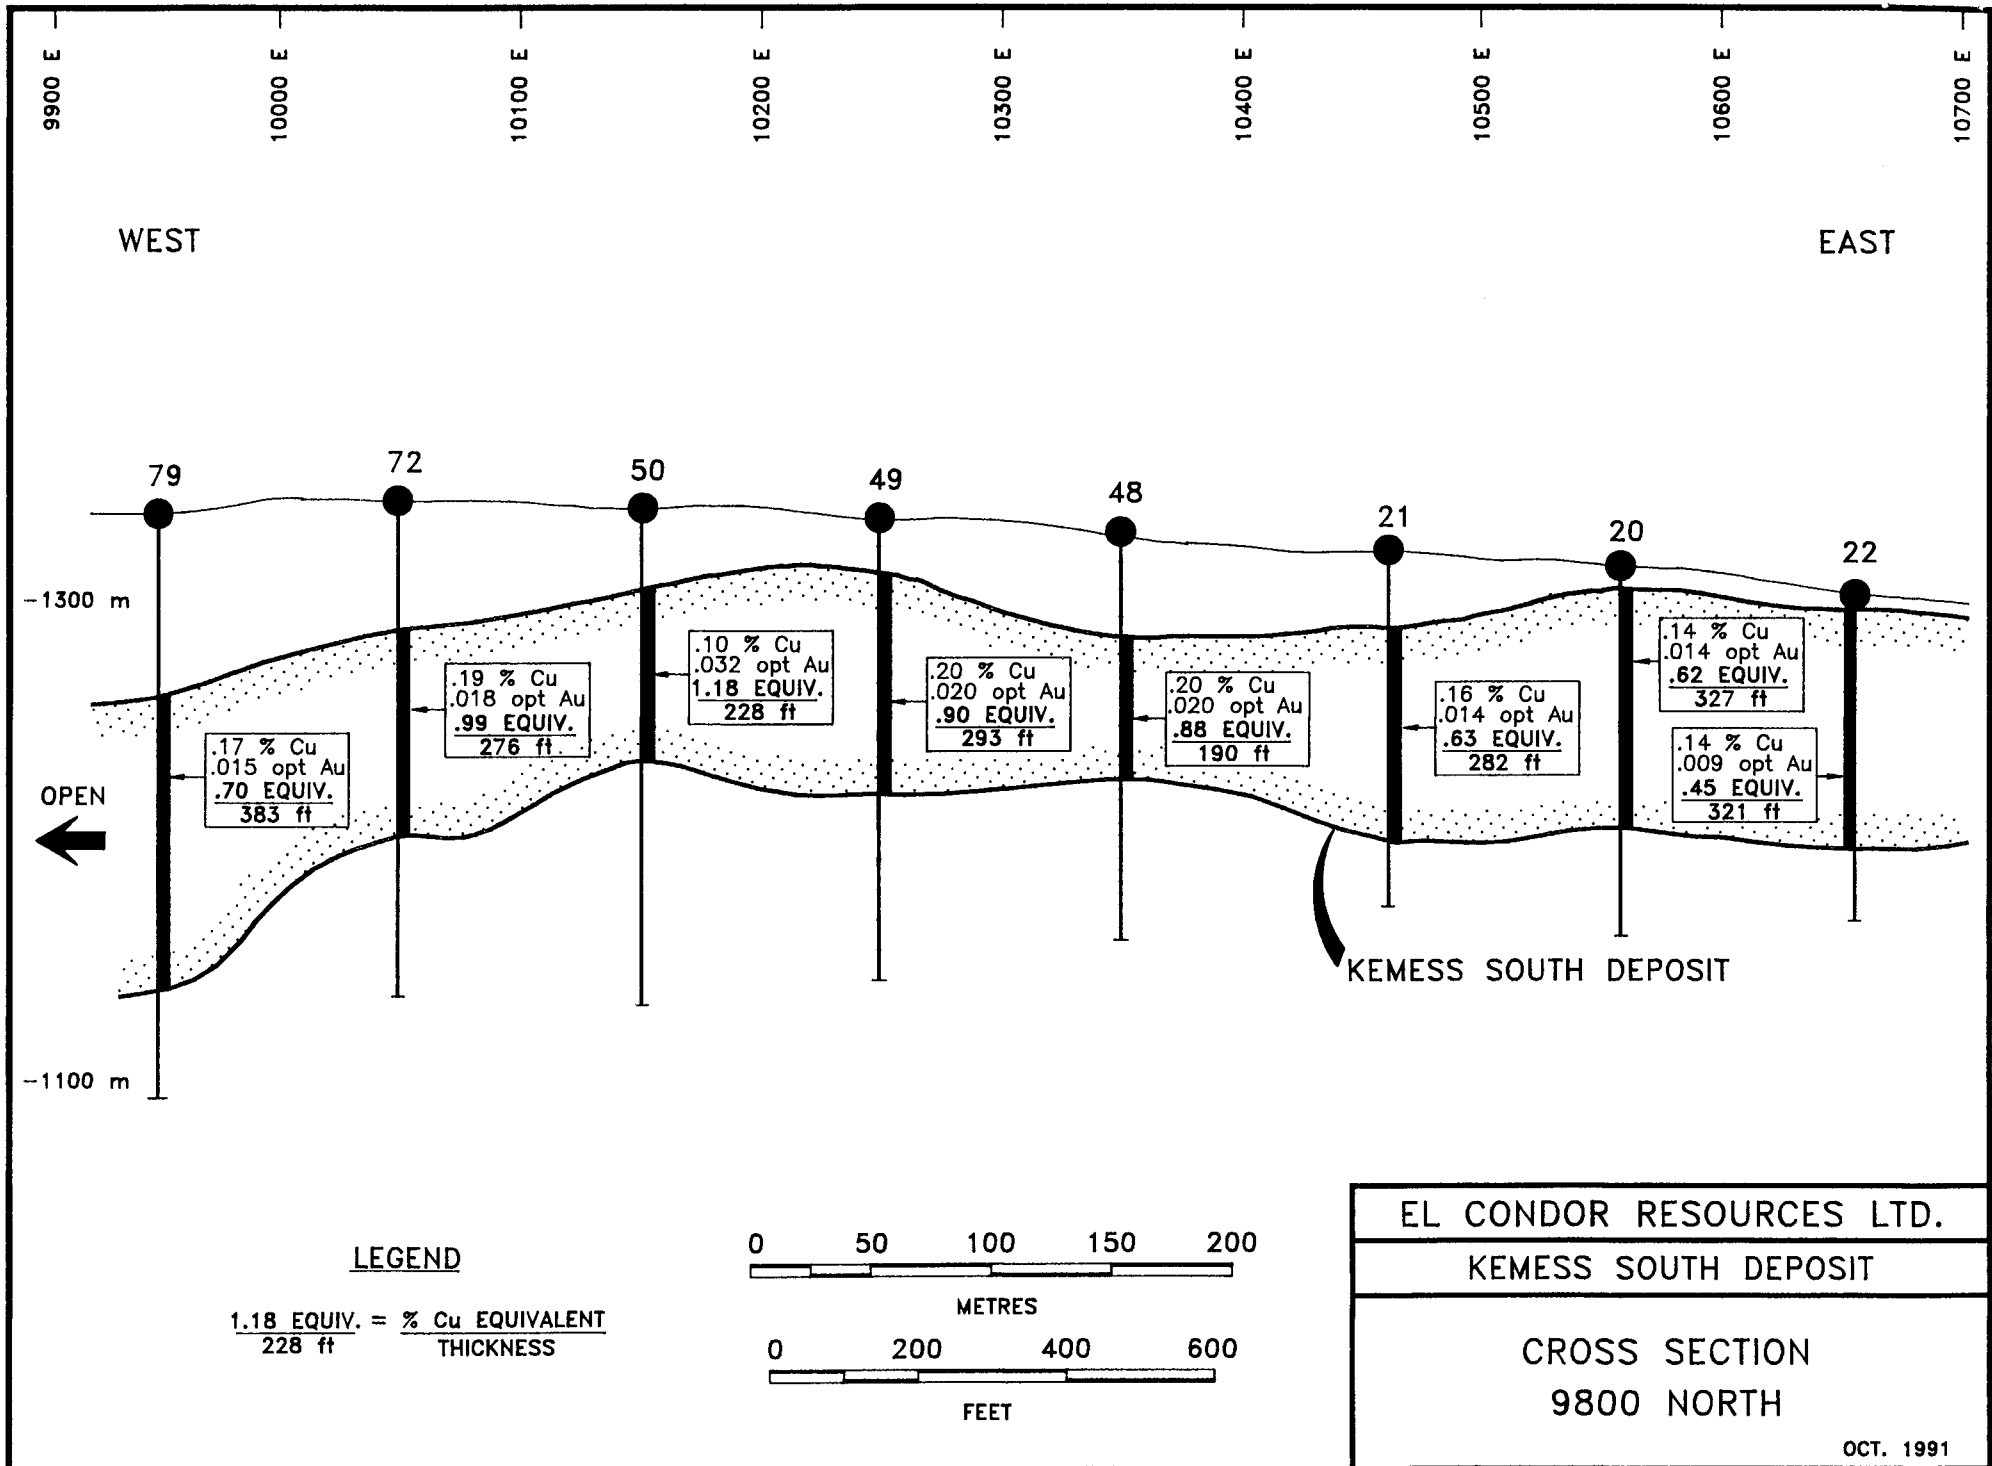 9900 E
10000 E
10100 E
10200 E
10300 E
10400 E
10500 E
10600 E
10700 E
WEST
EAST
79
72
50
49
48
21
20
22
-1300 m
.17 % Cu
.015 opt Au
.70 EQUIV.
383 ft
.19 % Cu
.018 opt Au
.99 EQUIV.
276 ft
.10 % Cu
.032 opt Au
1.18 EQUIV.
228 ft
.20 % Cu
.020 opt Au
.90 EQUIV.
293 ft
.20 % Cu
.020 opt Au
.88 EQUIV.
190 ft
.16 % Cu
.014 opt Au
.63 EQUIV.
282 ft
.14 % Cu
.014 opt Au
.62 EQUIV.
327 ft
.14 % Cu
.009 opt Au
.45 EQUIV.
321 ft
OPEN
KEMESS SOUTH DEPOSIT
-1100 m
LEGEND
1.18 EQUIV. = % Cu EQUIVALENT
228 ft THICKNESS
0 50 100 150 200
METRES
0 200 400 600
FEET
EL CONDOR RESOURCES LTD.
KEMESS SOUTH DEPOSIT
CROSS SECTION
9800 NORTH
OCT. 1991